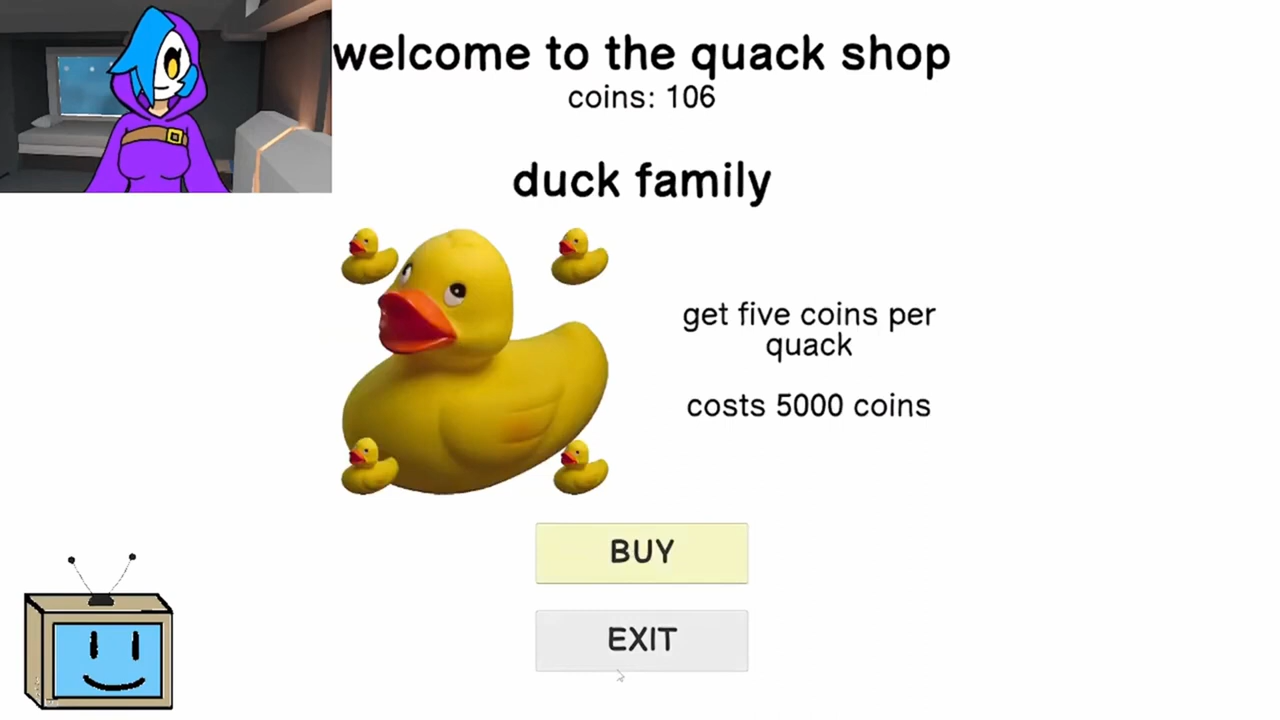 welcome to the quack shop
coins: 106
duck family
get five coins per
quack
costs 5000 coins
BUY
EXIT